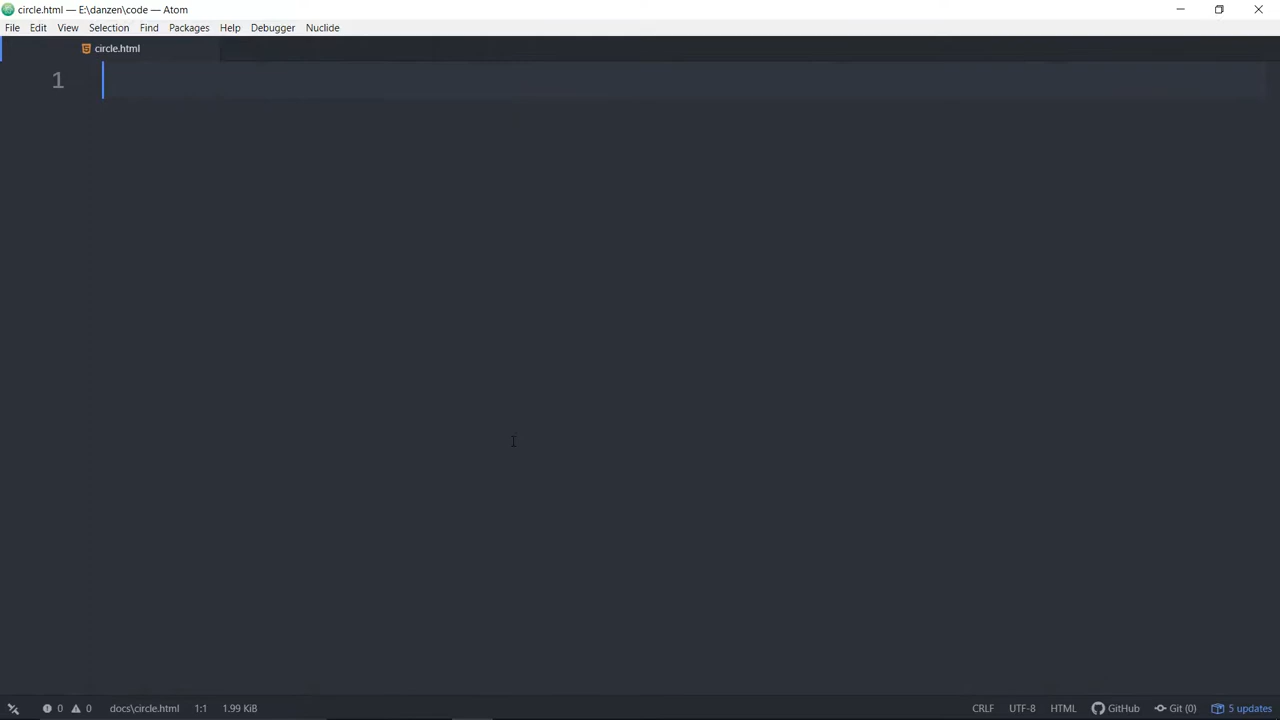 circle.html — E:\danzen\code — Atom
File Edit View Selection Find Packages Help Debugger Nuclide
circle.html
1
0 0 docs\circle.html 1:1 1.99 KiB CRLF UTF-8 HTML GitHub Git (0) 5 updates